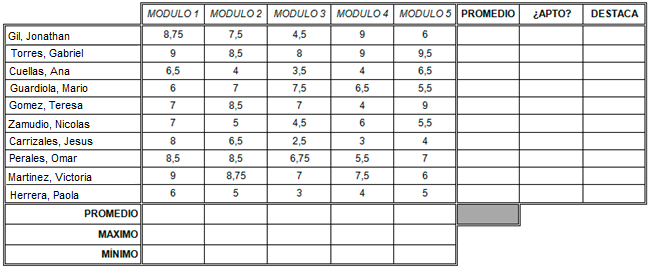 MODULO 1 MODULO 2 MODULO 3 MODULO 4 MODULO 5 PROMEDIO ¿APTO? DESTACA
Gil, Jonathan 8,75 7,5 4,5 9 6
Torres, Gabriel 9 8,5 8 9 9,5
Cuellas, Ana 6,5 4 3,5 4 6,5
Guardiola, Mario 6 7 7,5 6,5 5,5
Gomez, Teresa 7 8,5 7 4 9
Zamudio, Nicolas 7 5 4,5 6 5,5
Carrizales, Jesus 8 6,5 2,5 3 4
Perales, Omar 8,5 8,5 6,75 5,5 7
Martinez, Victoria 9 8,75 7 7,5 6
Herrera, Paola 6 5 3 4 5
PROMEDIO
MAXIMO
MÍNIMO